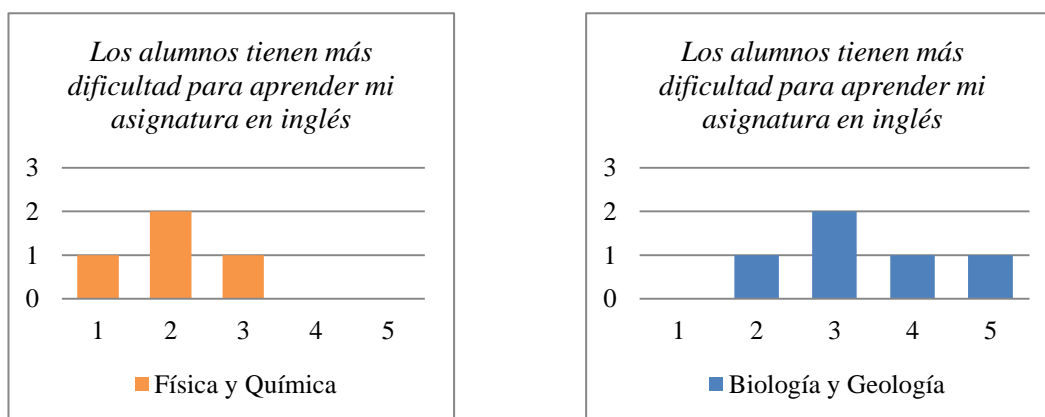 Los alumnos tienen más
dificultad para aprender mi
asignatura en inglés
3
2
1
0
1 2 3 4 5
Física y Química
Los alumnos tienen más
dificultad para aprender mi
asignatura en inglés
3
2
1
0
1 2 3 4 5
Biología y Geología